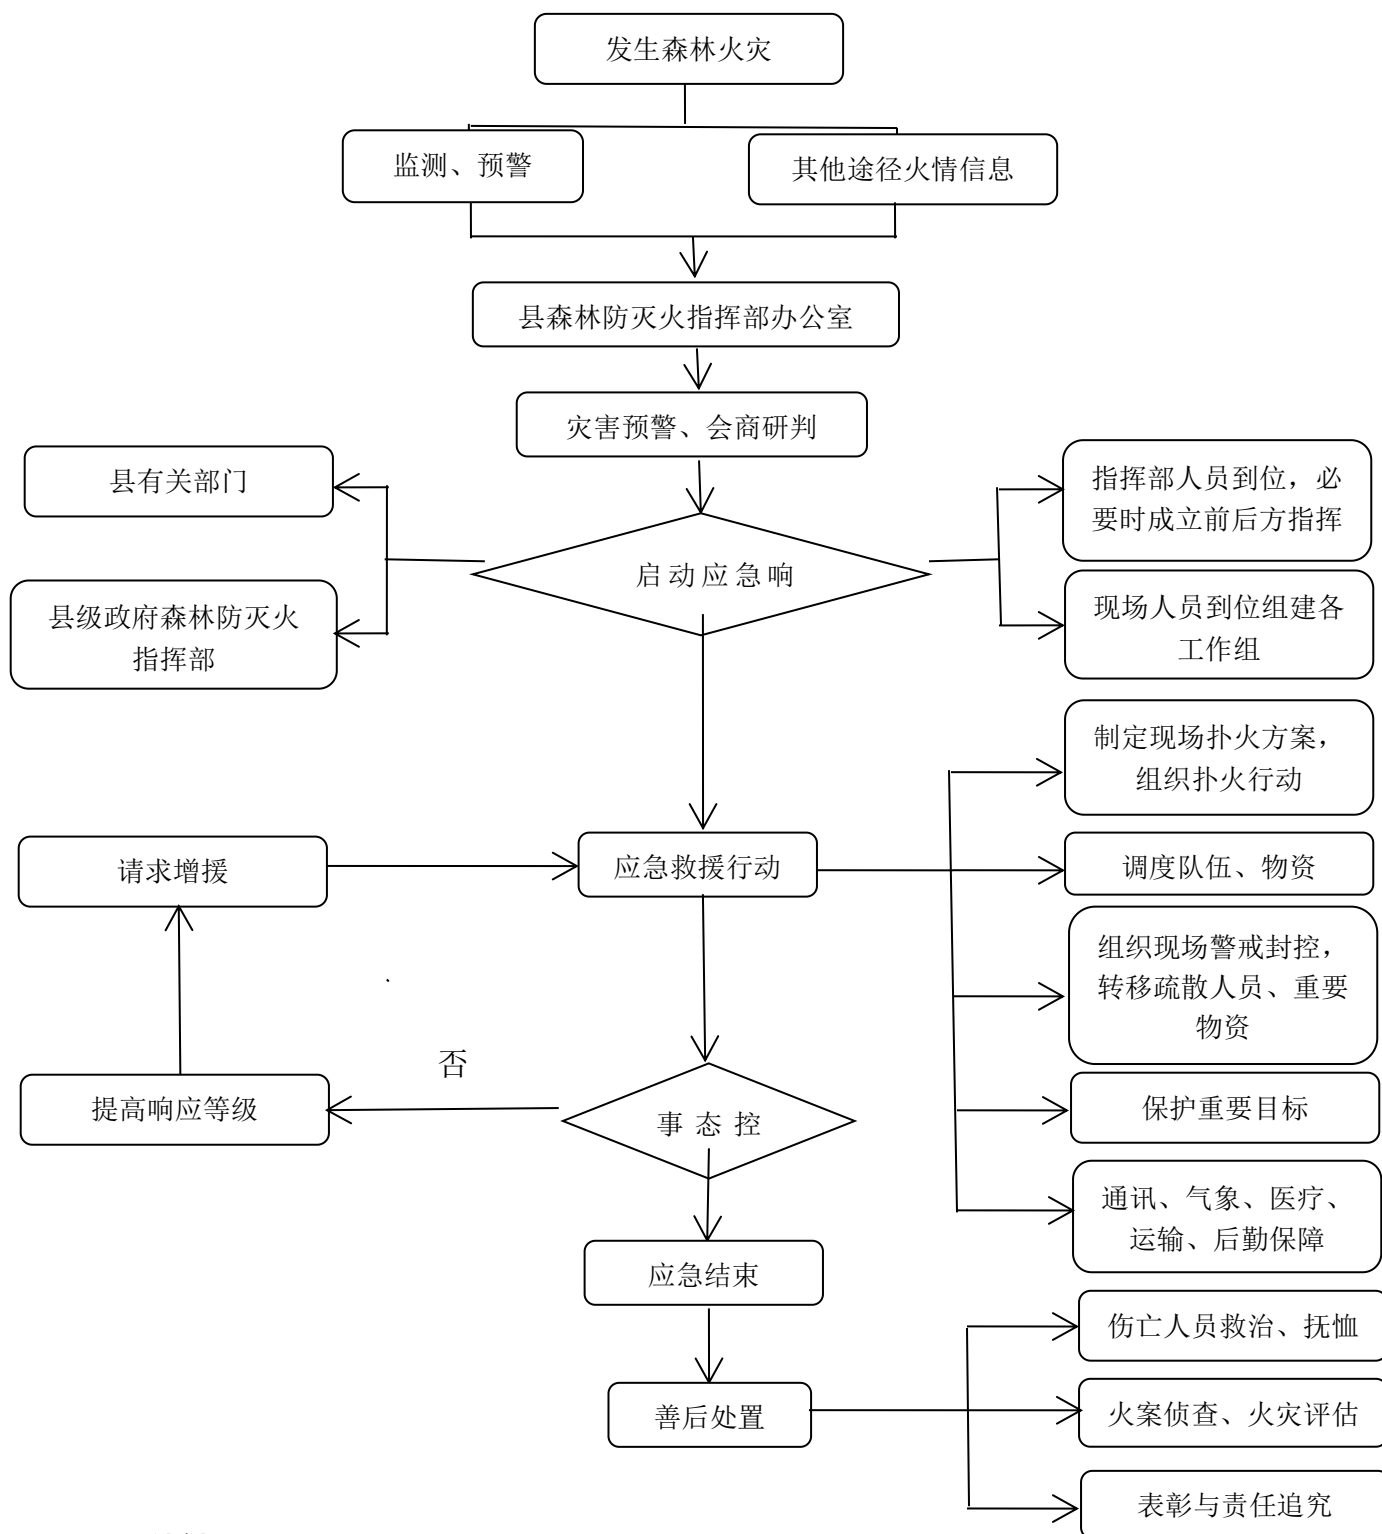 发生森林火灾
监测、预警
其他途径火情信息
县森林防灭火指挥部办公室
灾害预警、会商研判
县有关部门
指挥部人员到位，必
要时成立前后方指挥
启动应急响
县级政府森林防灭火
指挥部
现场人员到位组建各
工作组
制定现场扑火方案，
组织扑火行动
请求增援
应急救援行动
调度队伍、物资
组织现场警戒封控，
转移疏散人员、重要
物资
否
提高响应等级
事态控
保护重要目标
通讯、气象、医疗、
运输、后勤保障
应急结束
伤亡人员救治、抚恤
善后处置
火案侦查、火灾评估
表彰与责任追究